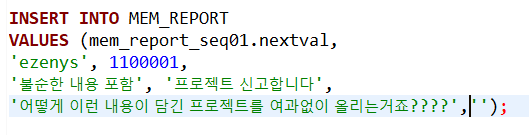 INSERT INTO MEM_REPORT
VALUES (mem_report_seq01.nextval,
'ezenys', 1100001,
'불순한 내용 포함', '프로젝트 신고합니다',
'어떻게 이런 내용이 담긴 프로젝트를 여과없이 올리는거죠????','');